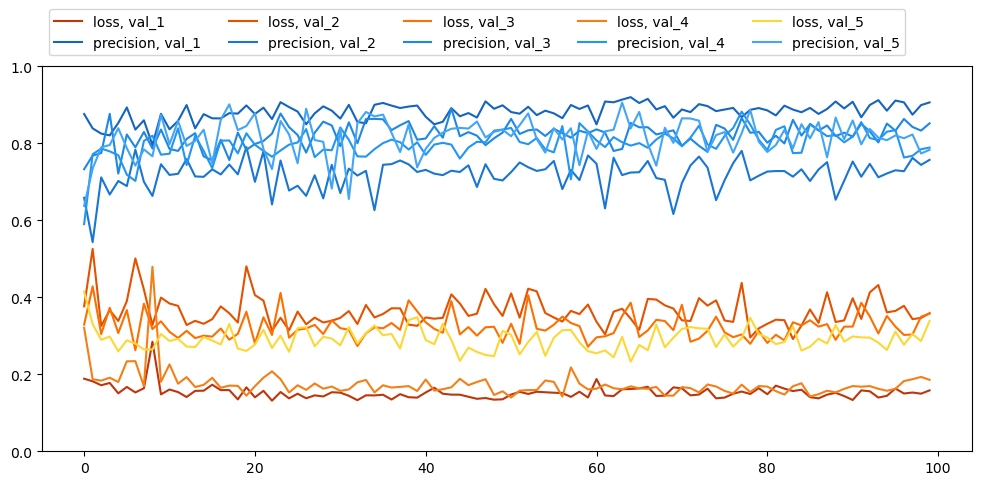 loss, val_1 loss, val_2 loss, val_3 loss, val_4 loss, val_5
precision, val_1 precision, val_2 precision, val_3 precision, val_4 precision, val_5
1.0
0.8
0.6
0.4
0.2
0.0
0 20 40 60 80 100